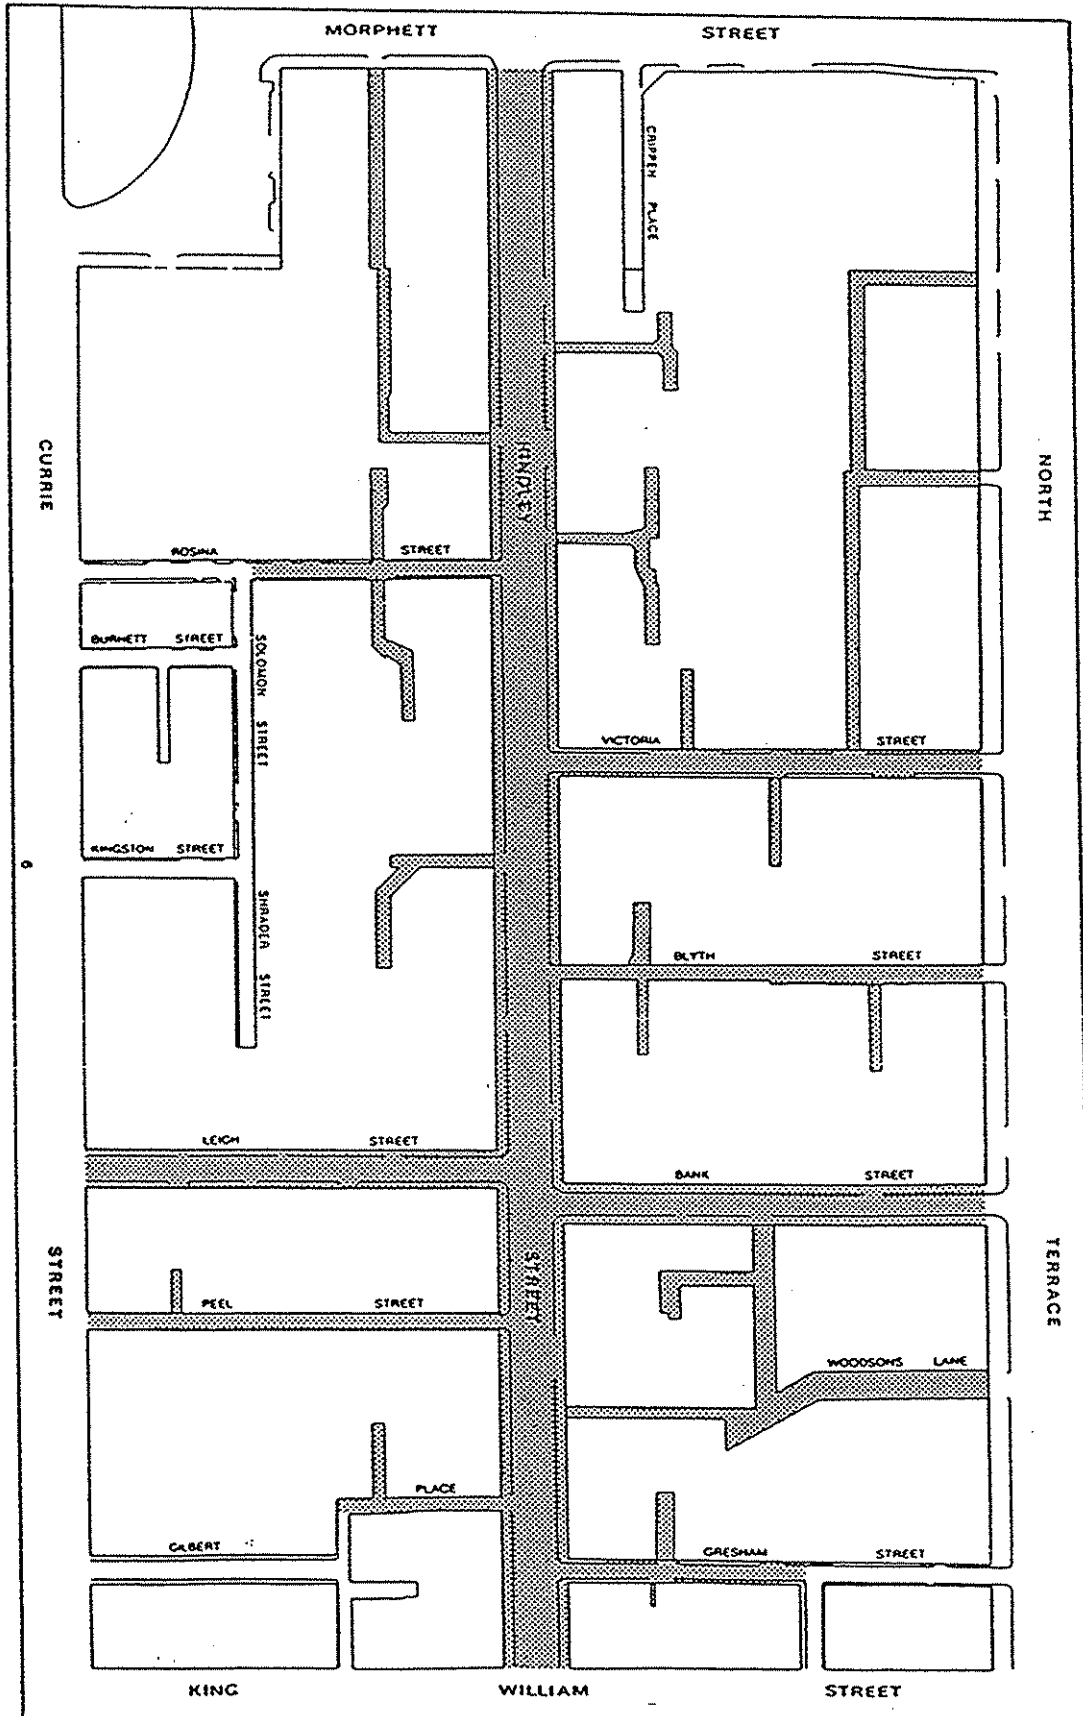 MORPHETT STREET
CRIPPEN PLACE
CURRIE STREET
HINDLEY STREET
NORTH TERRACE
ROSINA STREET
BURNETT STREET
SOLOMON STREET
VICTORIA STREET
KINGSTON STREET
6
SHRADER STREET
BLYTH STREET
LEIGH STREET
BANK STREET
PEEL STREET
WOODSONS LANE
GILBERT PLACE
GRESHAM STREET
KING WILLIAM STREET